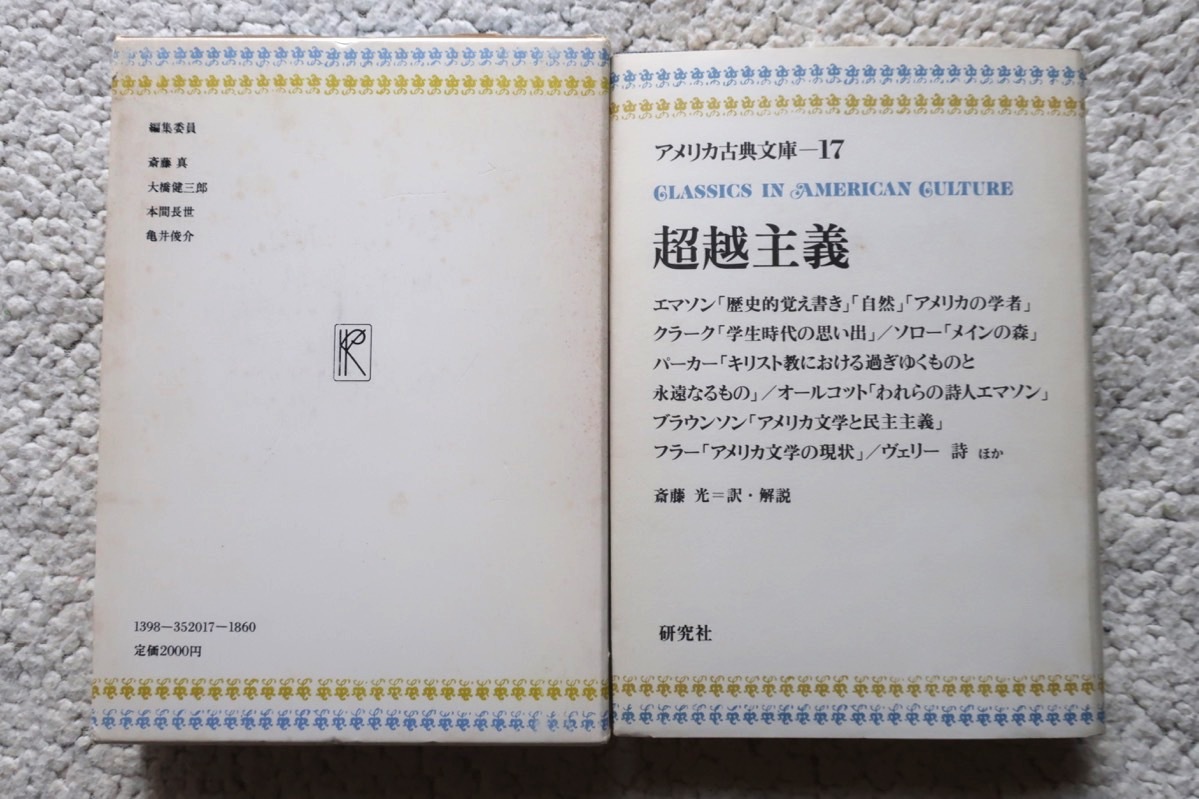 編集委員
斎藤 真
大橋健三郎
本間長世
亀井俊介
1398—352017—1860
定価2000円
アメリカ古典文庫—17
CLASSICS IN AMERICAN CULTURE
超越主義
エマソン「歴史的覚え書き」「自然」「アメリカの学者」
クラーク「学生時代の思い出」／ソロー「メインの森」
パーカー「キリスト教における過ぎゆくものと
永遠なるもの」／オールコット「われらの詩人エマソン」
ブラウンソン「アメリカ文学と民主主義」
フラー「アメリカ文学の現状」／ヴェリー 詩 ほか
斎藤 光＝訳・解説
研究社